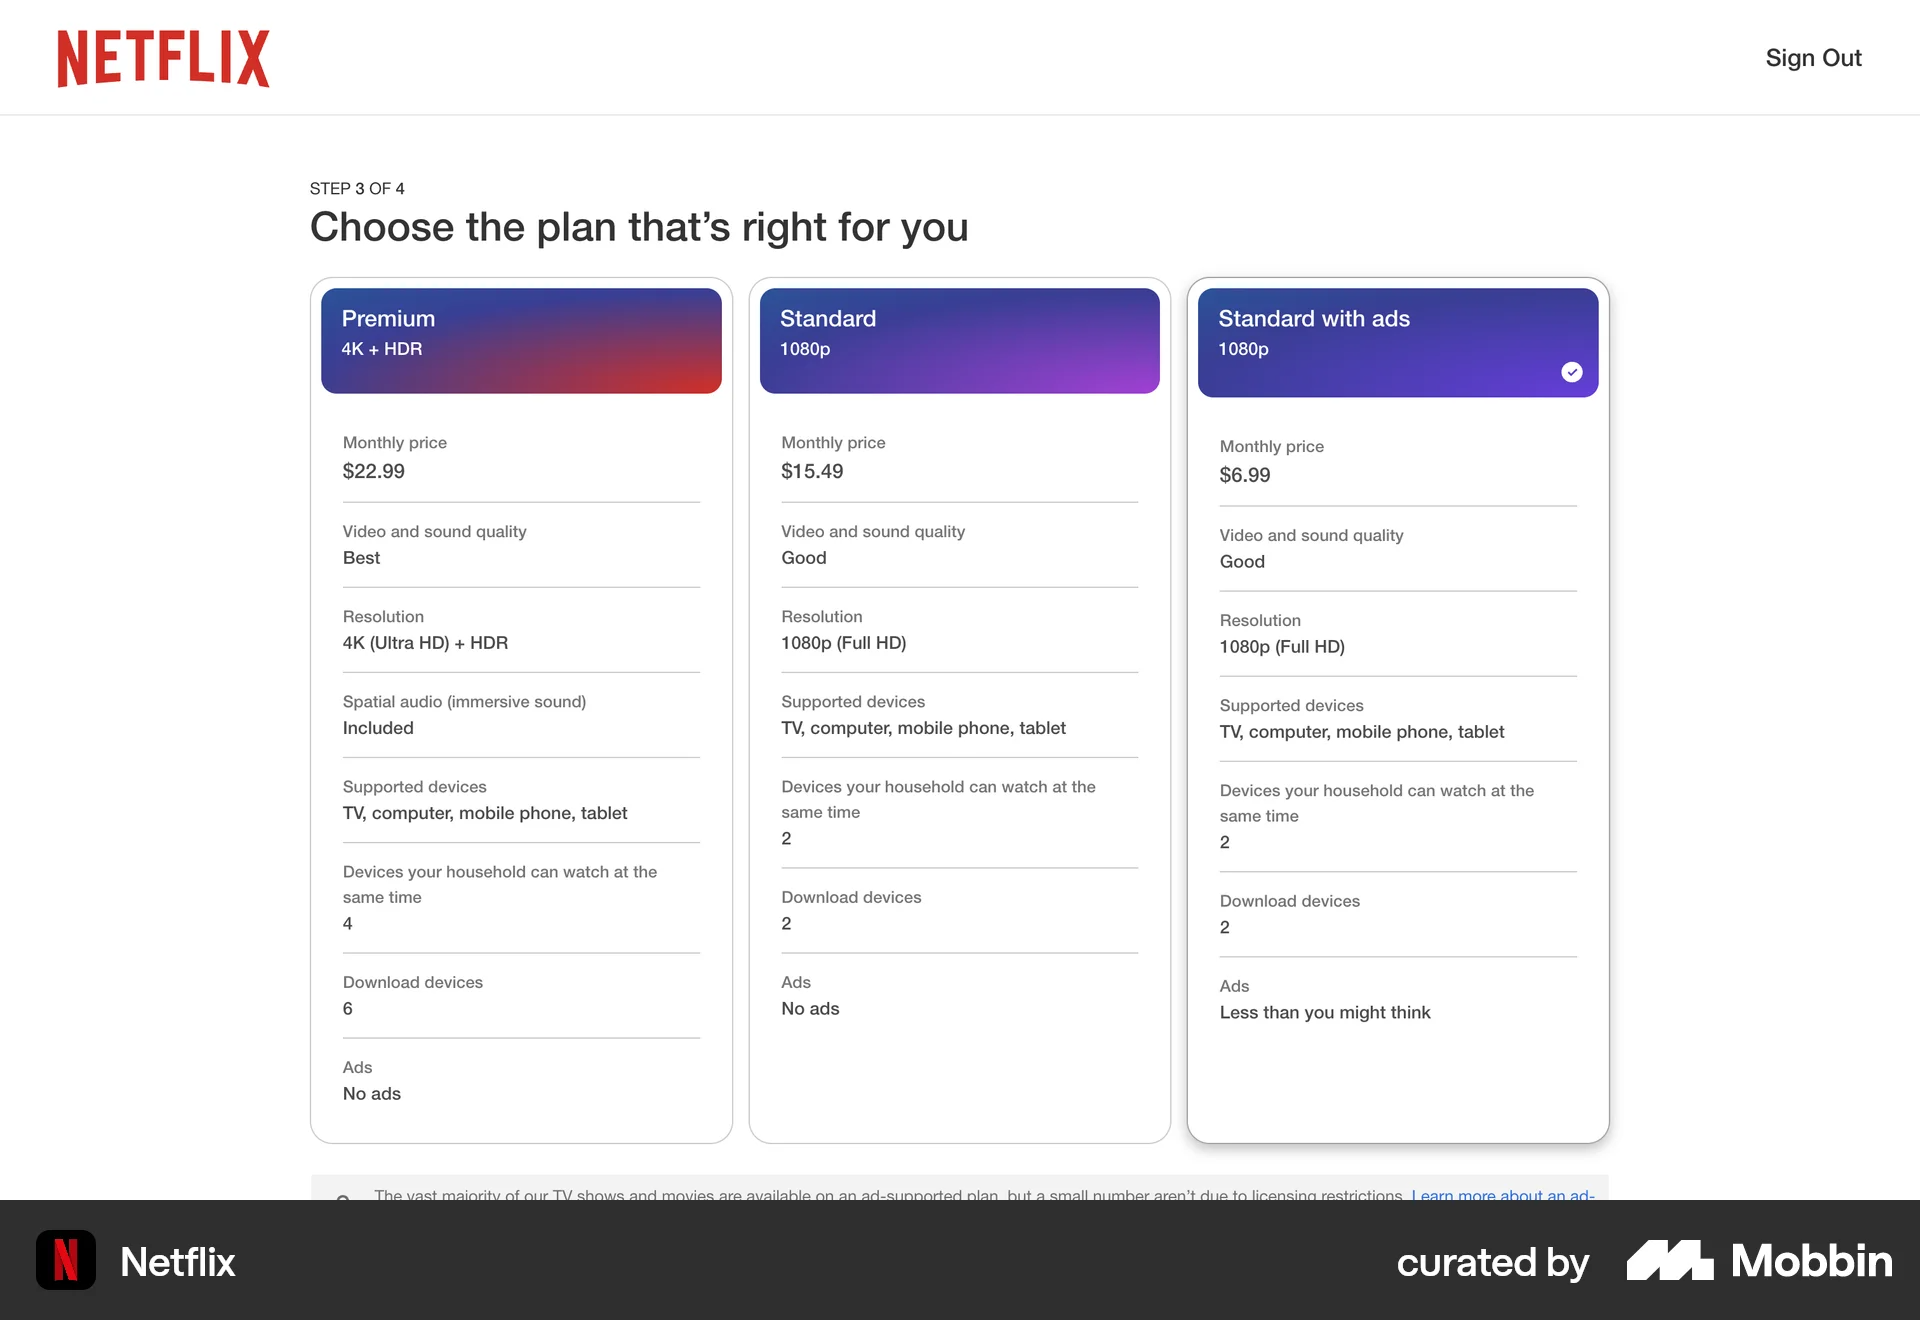 NETFLIX
Sign Out
STEP 3 OF 4
Choose the plan that’s right for you
Premium
4K + HDR
Monthly price
$22.99
Video and sound quality
Best
Resolution
4K (Ultra HD) + HDR
Spatial audio (immersive sound)
Included
Supported devices
TV, computer, mobile phone, tablet
Devices your household can watch at the
same time
4
Download devices
6
Ads
No ads
Standard
1080p
Monthly price
$15.49
Video and sound quality
Good
Resolution
1080p (Full HD)
Supported devices
TV, computer, mobile phone, tablet
Devices your household can watch at the
same time
2
Download devices
2
Ads
No ads
Standard with ads
1080p
Monthly price
$6.99
Video and sound quality
Good
Resolution
1080p (Full HD)
Supported devices
TV, computer, mobile phone, tablet
Devices your household can watch at the
same time
2
Download devices
2
Ads
Less than you might think
The vast majority of our TV shows and movies are available on an ad-supported plan, but a small number aren’t due to licensing restrictions. Learn more about an ad-
N
Netflix
curated by
Mobbin